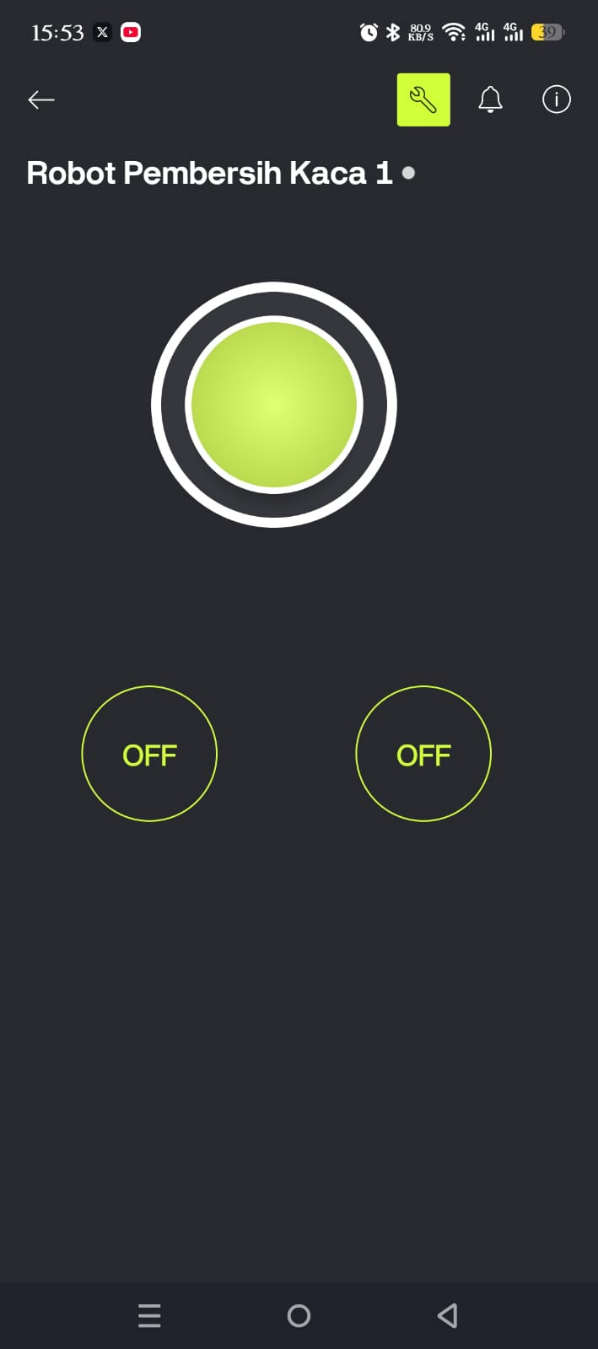 15:53
80.9
KB/S
4G
4G
39
Robot Pembersih Kaca 1
OFF
OFF